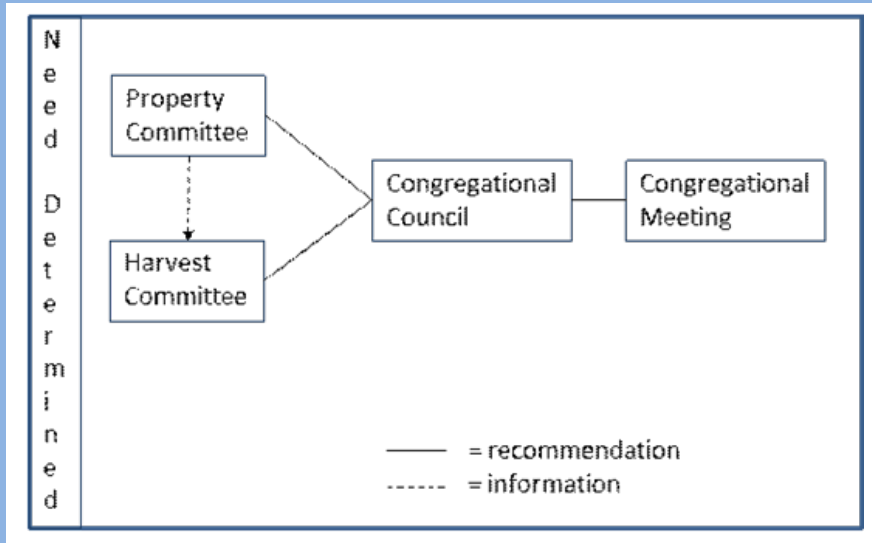 Need Determined
Property
Committee
Harvest
Committee
Congregational
Council
Congregational
Meeting
= recommendation
= information